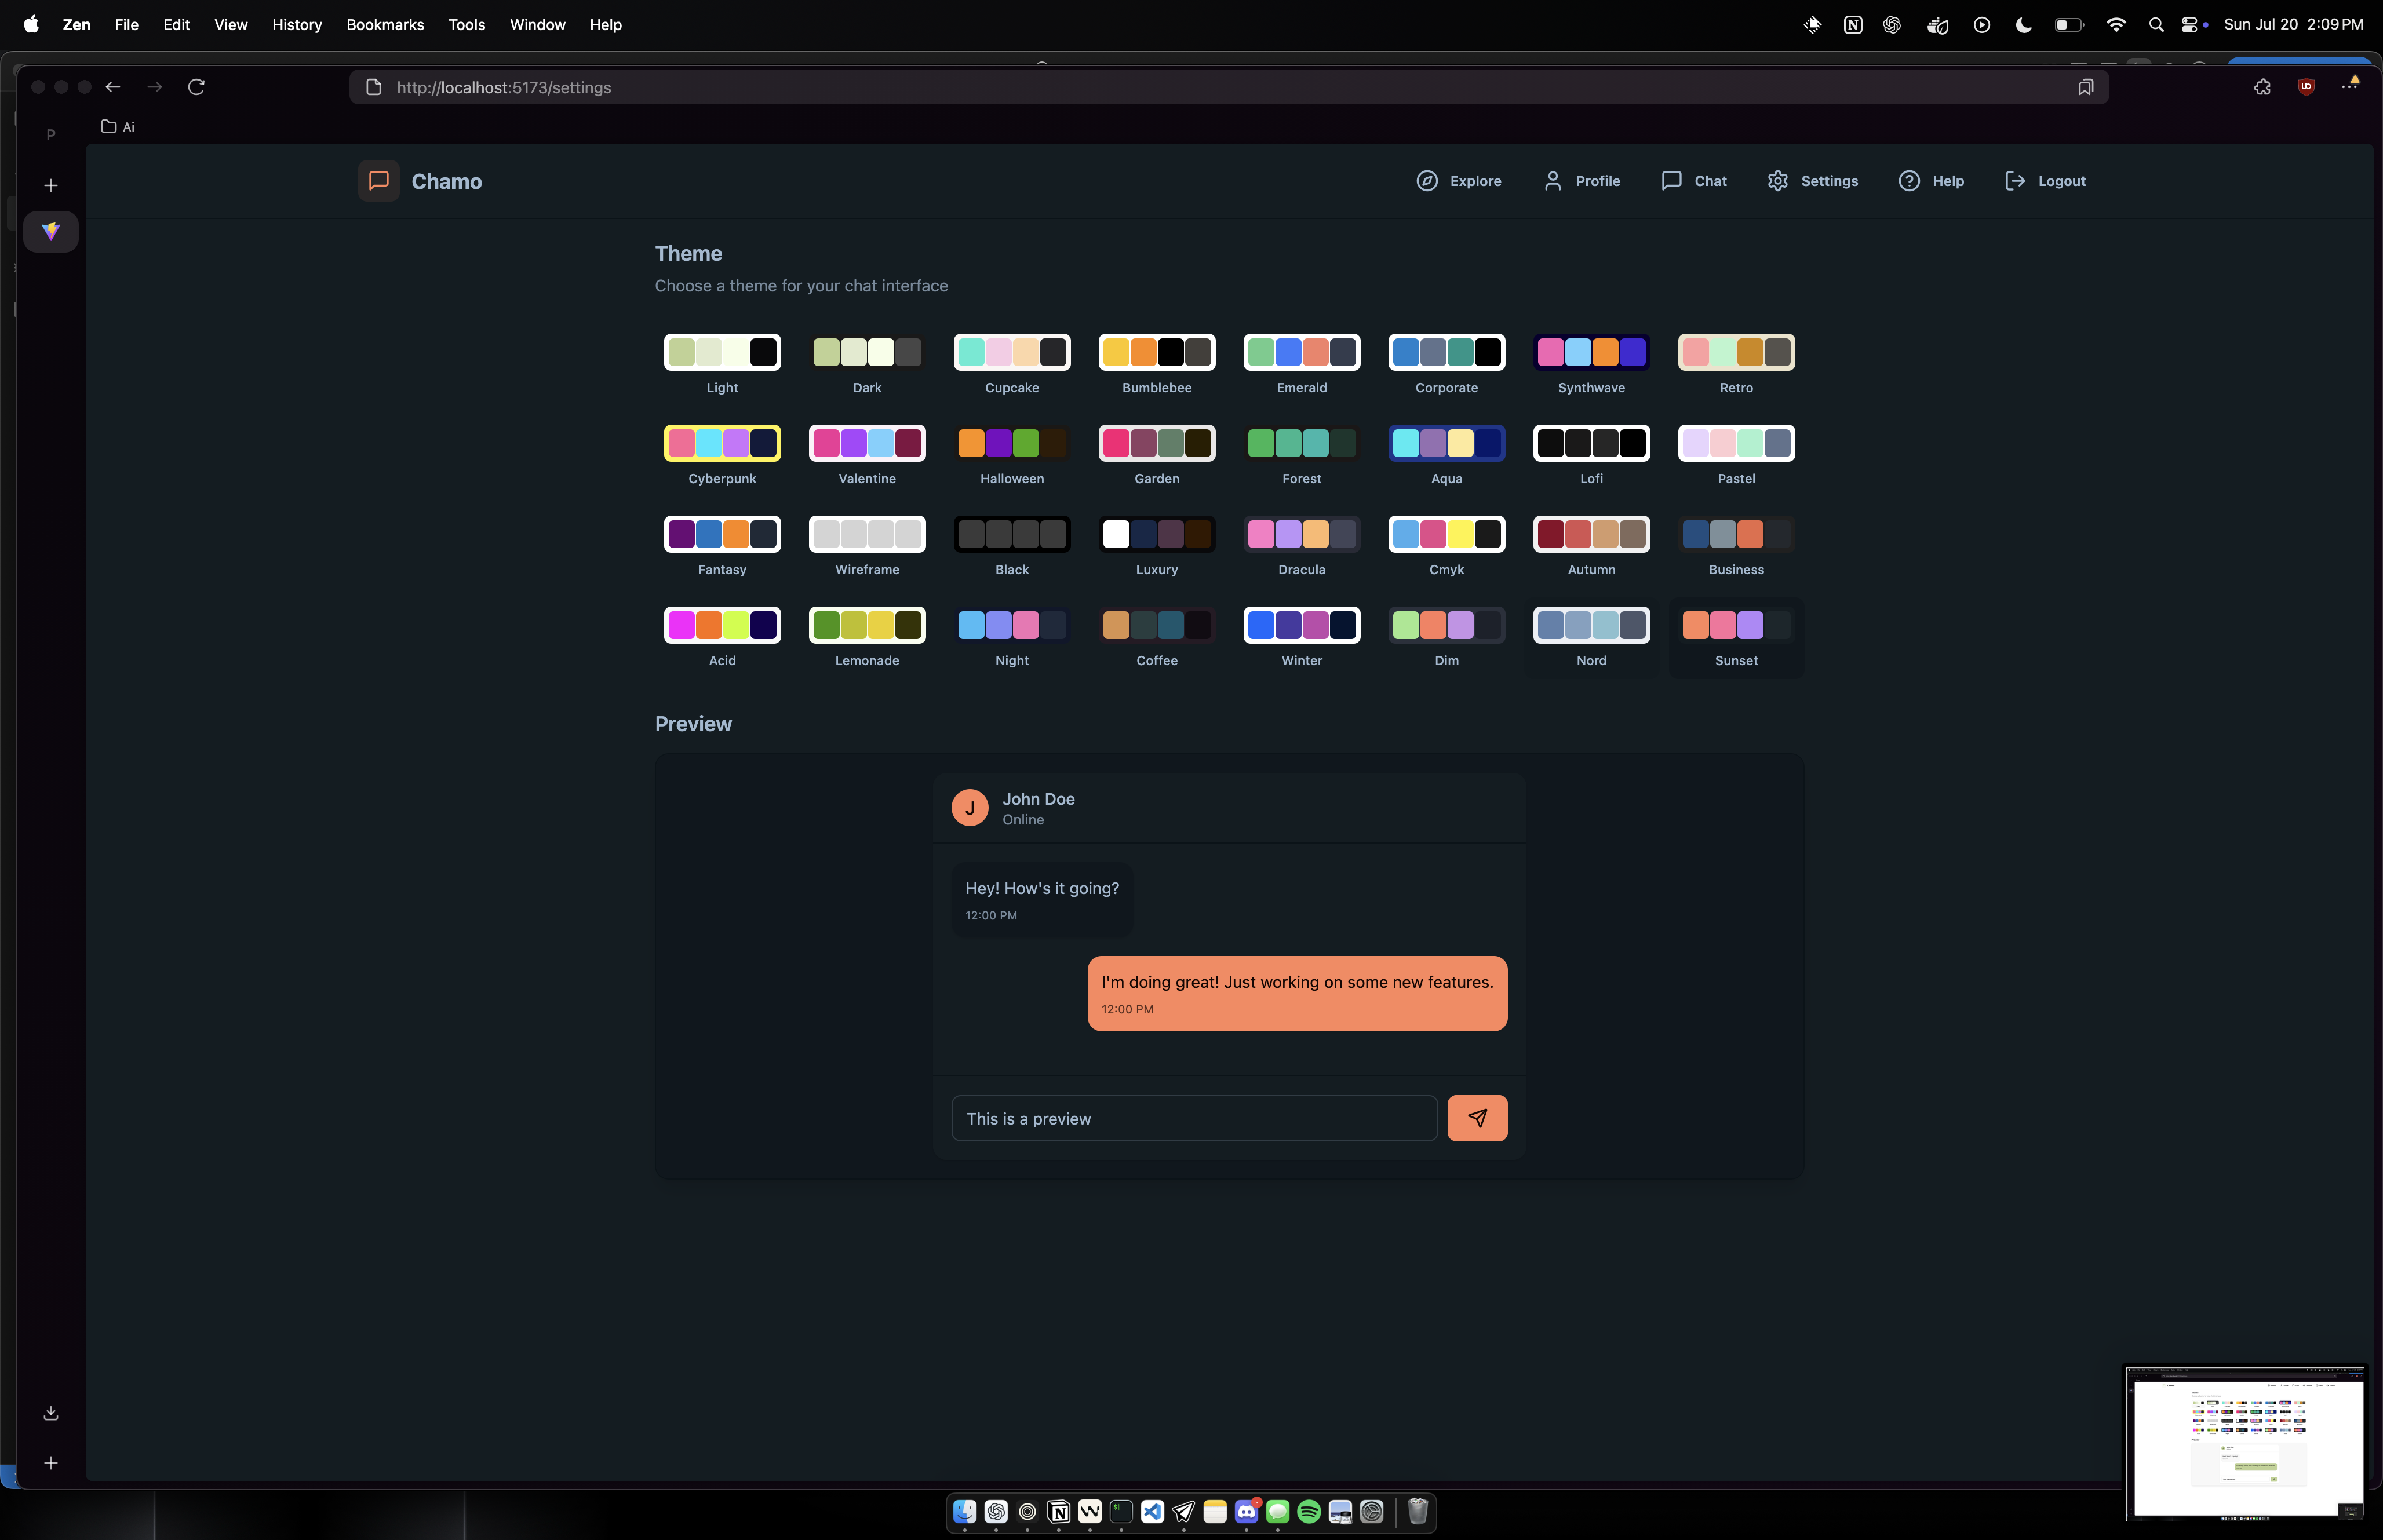 Zen File Edit View History Bookmarks Tools Window Help Sun Jul 20 2:09 PM
http://localhost:5173/settings
P
Ai
Chamo Explore Profile Chat Settings Help Logout
Theme
Choose a theme for your chat interface
Light Dark Cupcake Bumblebee Emerald Corporate Synthwave Retro
Cyberpunk Valentine Halloween Garden Forest Aqua Lofi Pastel
Fantasy Wireframe Black Luxury Dracula Cmyk Autumn Business
Acid Lemonade Night Coffee Winter Dim Nord Sunset
Preview
J
John Doe
Online
Hey! How's it going?
12:00 PM
I'm doing great! Just working on some new features.
12:00 PM
This is a preview